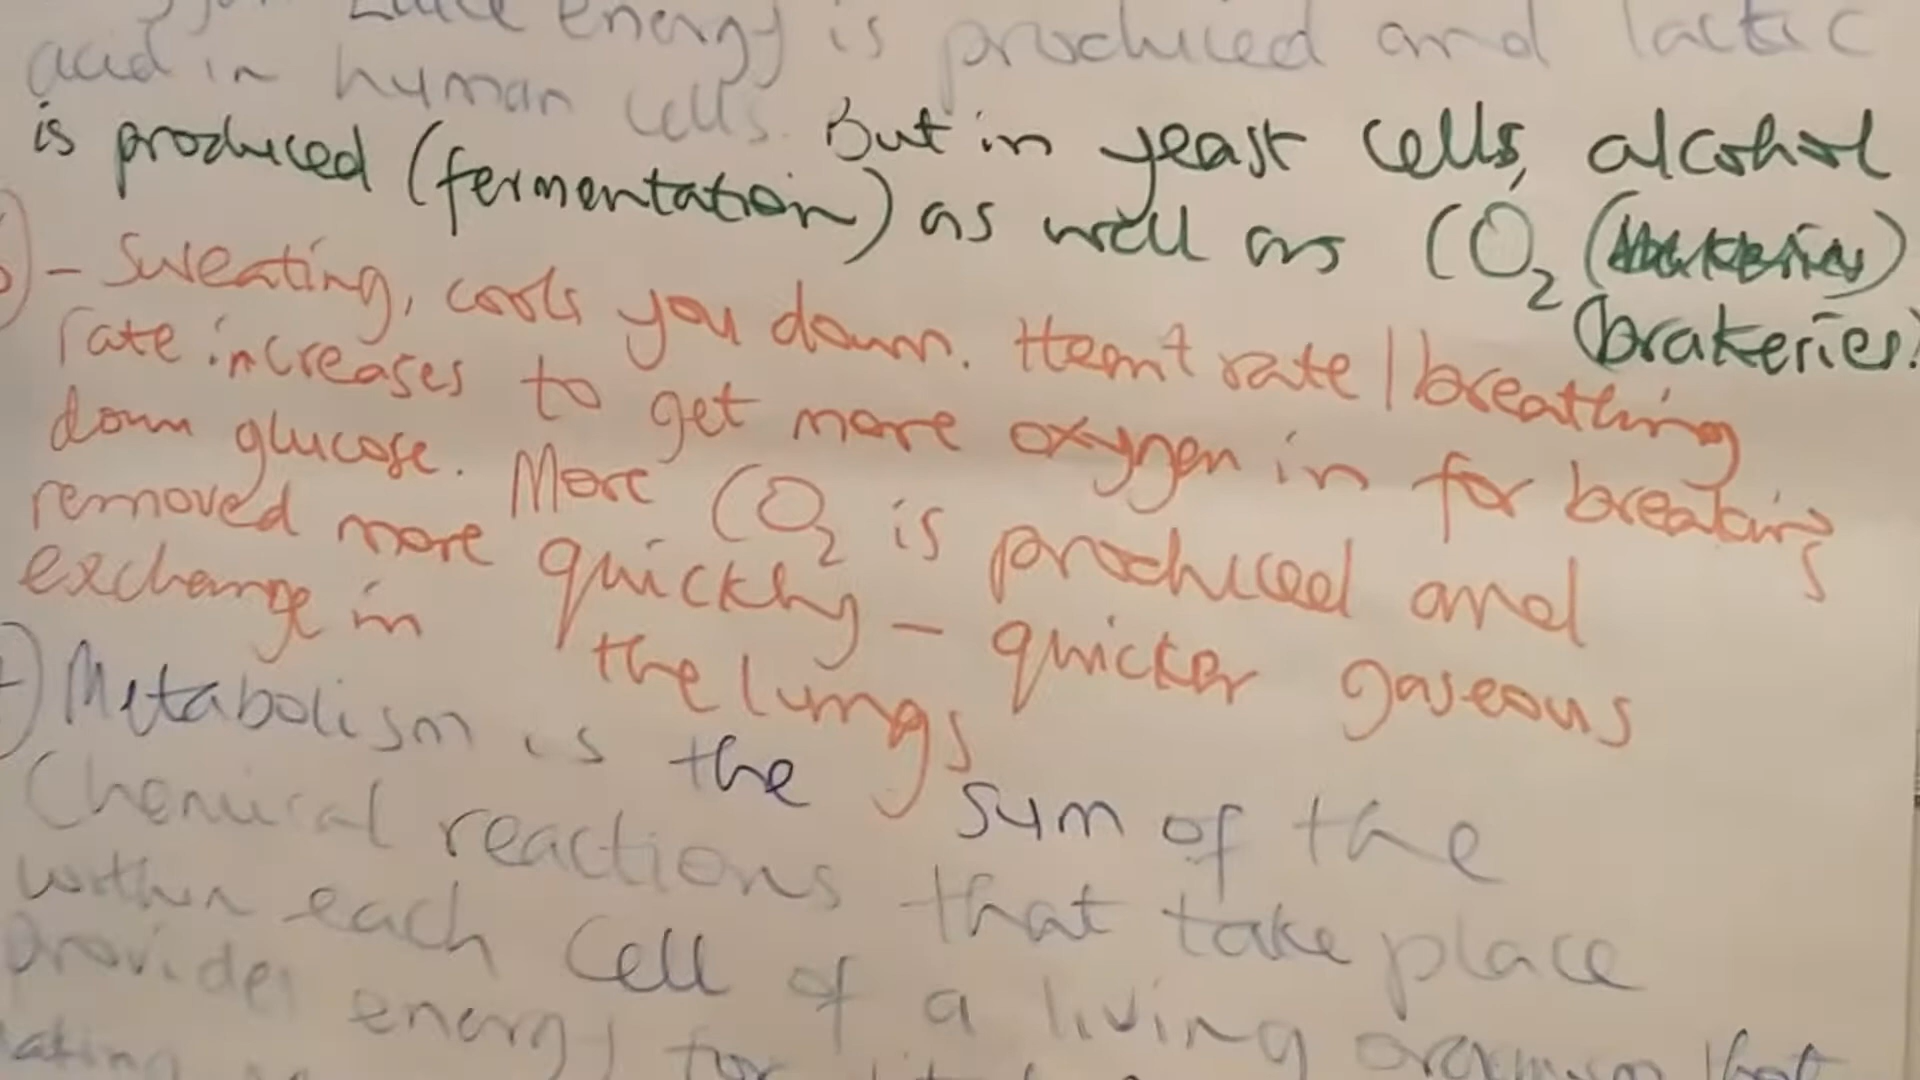 energy is produced and lactic
acid in human cells. But in yeast cells, alcohol
is produced (fermentation) as well as CO2
(brakeries)
- Sweating, cools you down. Heart rate / breathing
rate increases to get more oxygen in for breaking
down glucose. More CO2 is produced and
removed more quickly - quicker gaseous
exchange in the lungs
Metabolism is the sum of the
Chemical reactions that take place
within each cell of a living organism that
provides energy for